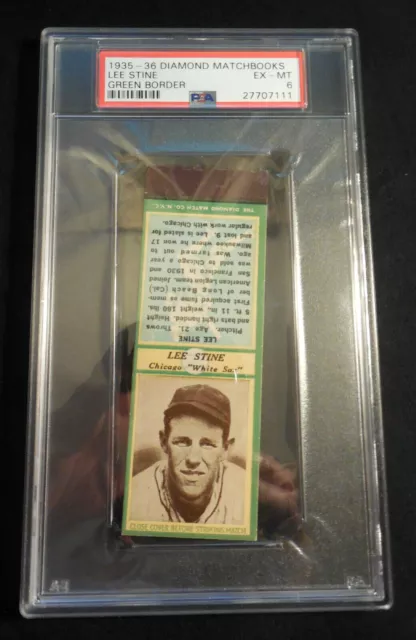 1935-36 DIAMOND MATCHBOOKS
LEE STINE EX-MT
GREEN BORDER PSA 6
27707111
LEE STINE
Pitcher. Age 21. Throws
and bats right handed. Height
5 ft. 11 in. weight 160 lbs.
First acquired fame as mem-
ber of Long Beach (Cal.)
American Legion team. Joined
San Francisco in 1930 and
was sold to Chicago a year
ago. Was farmed out to
Milwaukee where he won 17
and lost 9. Lee is slated for
regular work with Chicago.
THE DIAMOND MATCH CO. N.Y.C.
LEE STINE
Chicago "White Sox"
CLOSE COVER BEFORE STRIKING MATCH